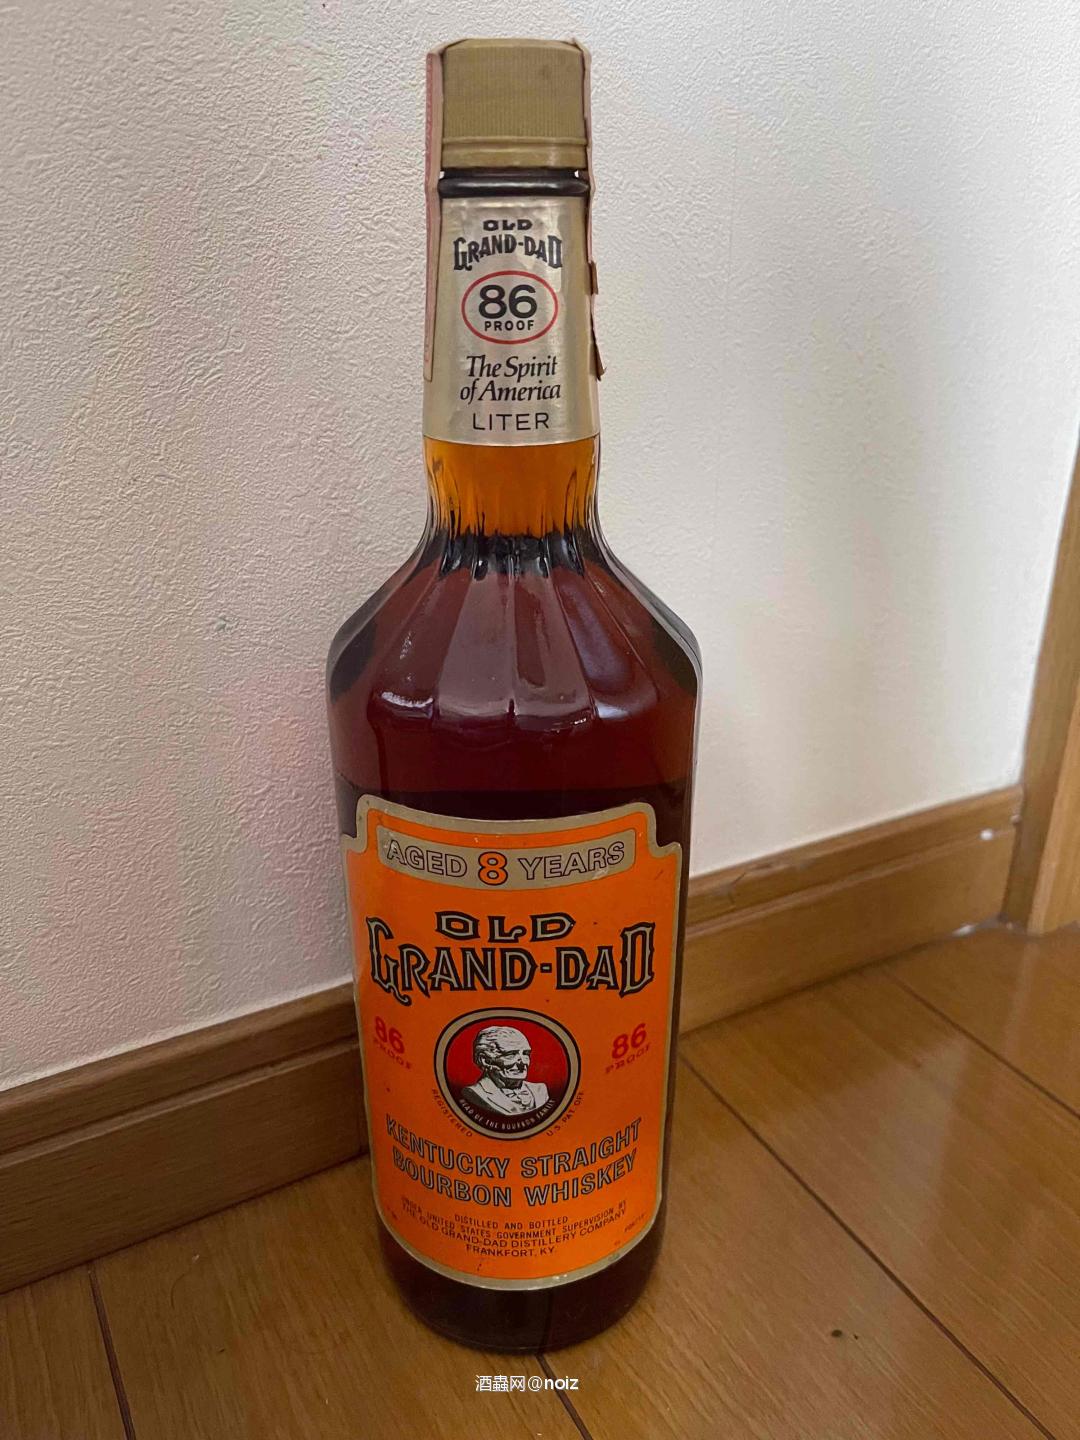 OLD
GRAND-DAD
86
PROOF
The Spirit
of America
LITER
AGED 8 YEARS
OLD
GRAND-DAD
86
PROOF
86
PROOF
HEAD OF THE BOURBON FAMILY
REGISTERED U.S. PAT. OFF.
KENTUCKY STRAIGHT
BOURBON WHISKEY
DISTILLED AND BOTTLED
UNDER UNITED STATES GOVERNMENT SUPERVISION BY
THE OLD GRAND-DAD DISTILLERY COMPANY
FRANKFORT, KY.
酒蟲网@noiz